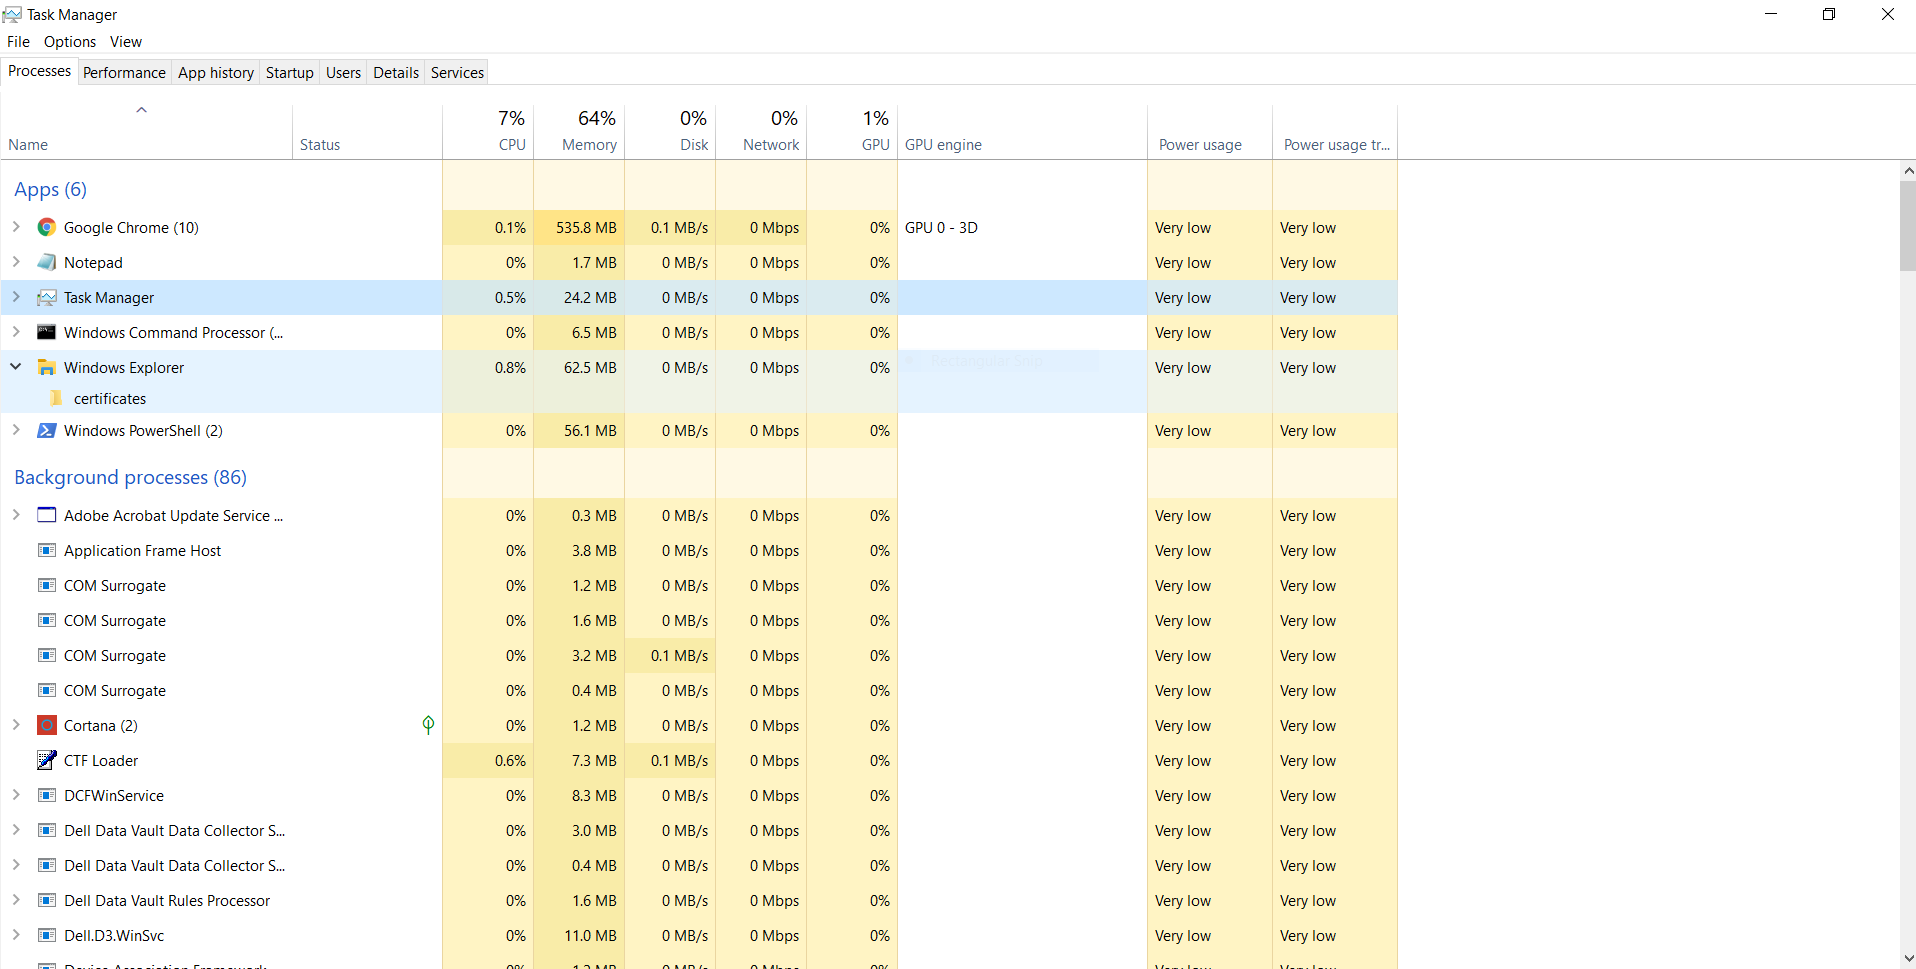 Task Manager
File Options View
Processes Performance App history Startup Users Details Services
7% 64% 0% 0% 1%
Name Status CPU Memory Disk Network GPU GPU engine Power usage Power usage tr...
Apps (6)
Google Chrome (10) 0.1% 535.8 MB 0.1 MB/s 0 Mbps 0% GPU 0 - 3D Very low Very low
Notepad 0% 1.7 MB 0 MB/s 0 Mbps 0% Very low Very low
Task Manager 0.5% 24.2 MB 0 MB/s 0 Mbps 0% Very low Very low
Windows Command Processor (... 0% 6.5 MB 0 MB/s 0 Mbps 0% Very low Very low
Rectangular Snip
Windows Explorer 0.8% 62.5 MB 0 MB/s 0 Mbps 0% Very low Very low
certificates
Windows PowerShell (2) 0% 56.1 MB 0 MB/s 0 Mbps 0% Very low Very low
Background processes (86)
Adobe Acrobat Update Service ... 0% 0.3 MB 0 MB/s 0 Mbps 0% Very low Very low
Application Frame Host 0% 3.8 MB 0 MB/s 0 Mbps 0% Very low Very low
COM Surrogate 0% 1.2 MB 0 MB/s 0 Mbps 0% Very low Very low
COM Surrogate 0% 1.6 MB 0 MB/s 0 Mbps 0% Very low Very low
COM Surrogate 0% 3.2 MB 0.1 MB/s 0 Mbps 0% Very low Very low
COM Surrogate 0% 0.4 MB 0 MB/s 0 Mbps 0% Very low Very low
Cortana (2) 0% 1.2 MB 0 MB/s 0 Mbps 0% Very low Very low
CTF Loader 0.6% 7.3 MB 0.1 MB/s 0 Mbps 0% Very low Very low
DCFWinService 0% 8.3 MB 0 MB/s 0 Mbps 0% Very low Very low
Dell Data Vault Data Collector S... 0% 3.0 MB 0 MB/s 0 Mbps 0% Very low Very low
Dell Data Vault Data Collector S... 0% 0.4 MB 0 MB/s 0 Mbps 0% Very low Very low
Dell Data Vault Rules Processor 0% 1.6 MB 0 MB/s 0 Mbps 0% Very low Very low
Dell.D3.WinSvc 0% 11.0 MB 0 MB/s 0 Mbps 0% Very low Very low